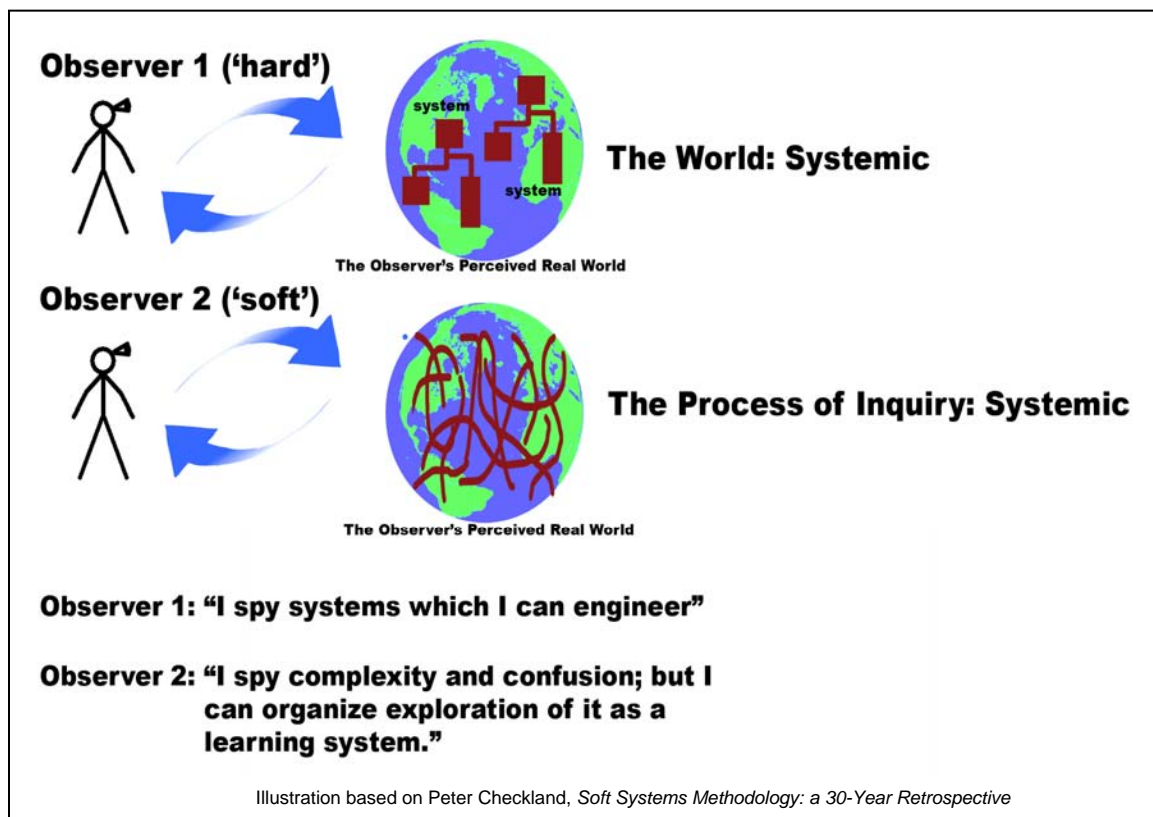 Observer 1 (‘hard’)
system
system
The World: Systemic
The Observer’s Perceived Real World
Observer 2 (‘soft’)
The Process of Inquiry: Systemic
The Observer’s Perceived Real World
Observer 1: “I spy systems which I can engineer”
Observer 2: “I spy complexity and confusion; but I
can organize exploration of it as a
learning system.”
Illustration based on Peter Checkland, Soft Systems Methodology: a 30-Year Retrospective